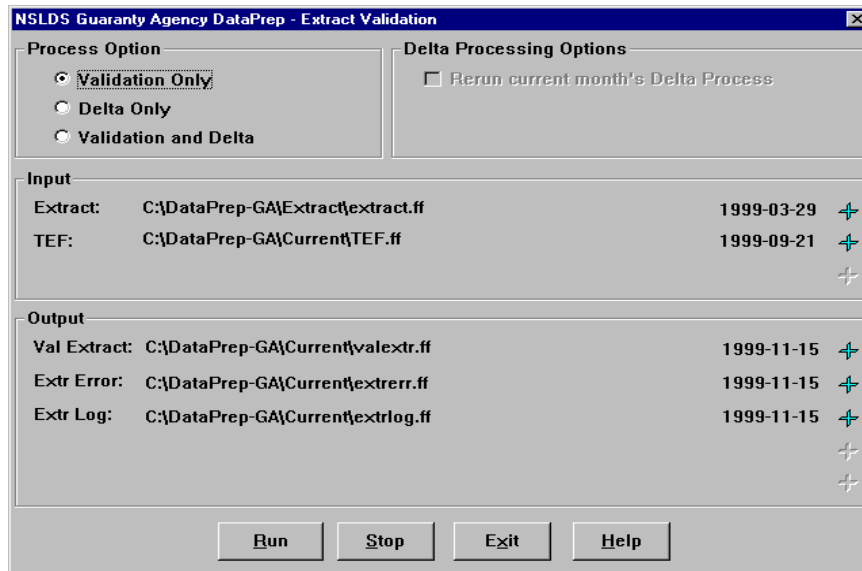 NSLDS Guaranty Agency DataPrep - Extract Validation
Process Option
Validation Only
Delta Only
Validation and Delta
Delta Processing Options
Rerun current month's Delta Process
Input
Extract: C:\DataPrep-GA\Extract\extract.ff 1999-03-29
TEF: C:\DataPrep-GA\Current\TEF.ff 1999-09-21
Output
Val Extract: C:\DataPrep-GA\Current\valextr.ff 1999-11-15
Extr Error: C:\DataPrep-GA\Current\extrerr.ff 1999-11-15
Extr Log: C:\DataPrep-GA\Current\extrlog.ff 1999-11-15
Run Stop Exit Help